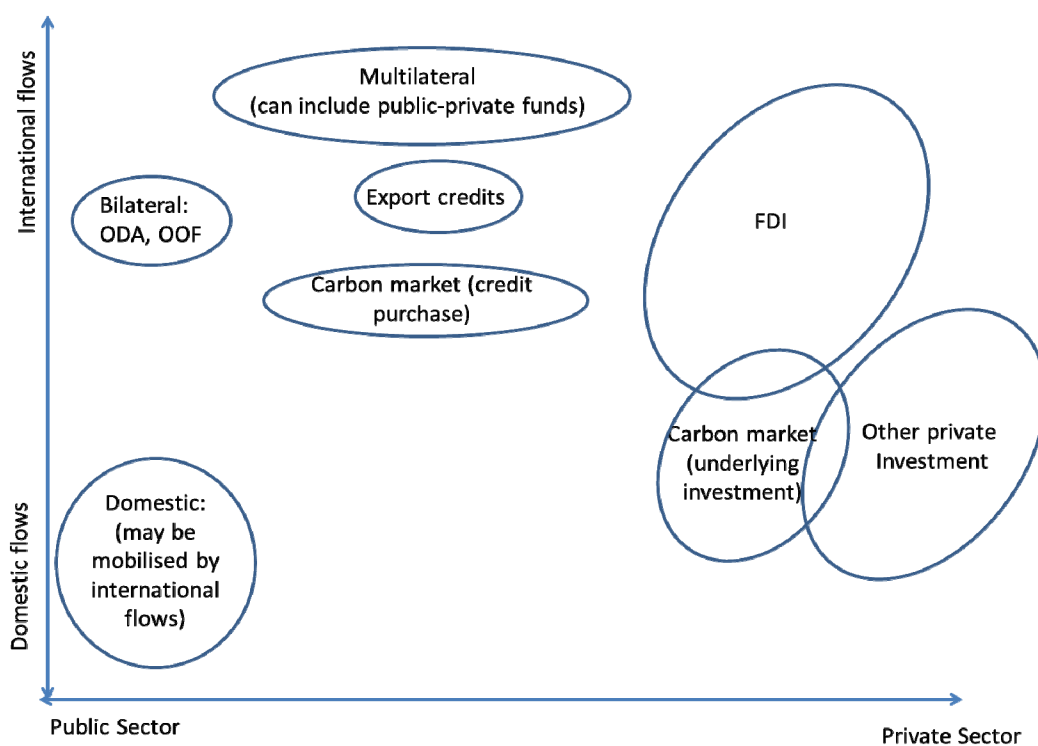 International flows
Multilateral
(can include public-private funds)
Export credits
Bilateral:
ODA, OOF
FDI
Carbon market (credit
purchase)
Carbon market
(underlying
investment)
Other private
Investment
Domestic flows
Domestic:
(may be
mobilised by
international
flows)
Public Sector
Private Sector